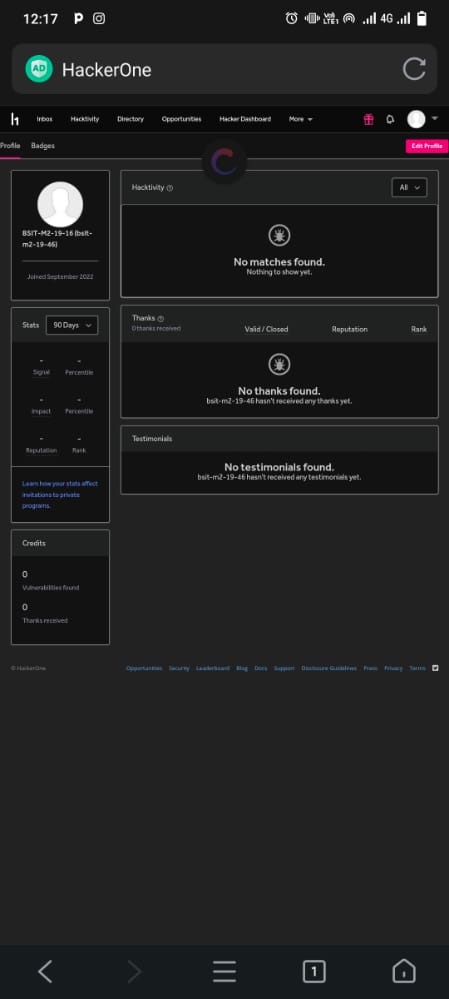 12:17
VoLTE1 4G
AD HackerOne
Inbox Hacktivity Directory Opportunities Hacker Dashboard More
Profile Badges Edit Profile
BSIT-M2-19-16 (bsit-
m2-19-46)
Joined September 2022
Stats 90 Days
- -
Signal Percentile
- -
Impact Percentile
- -
Reputation Rank
Learn how your stats affect
invitations to private
programs.
Credits
0
Vulnerabilities found
0
Thanks received
Hacktivity All
No matches found.
Nothing to show yet.
Thanks
0 thanks received Valid / Closed Reputation Rank
No thanks found.
bsit-m2-19-46 hasn't received any thanks yet.
Testimonials
No testimonials found.
bsit-m2-19-46 hasn't received any testimonials yet.
© HackerOne Opportunities Security Leaderboard Blog Docs Support Disclosure Guidelines Press Privacy Terms
1